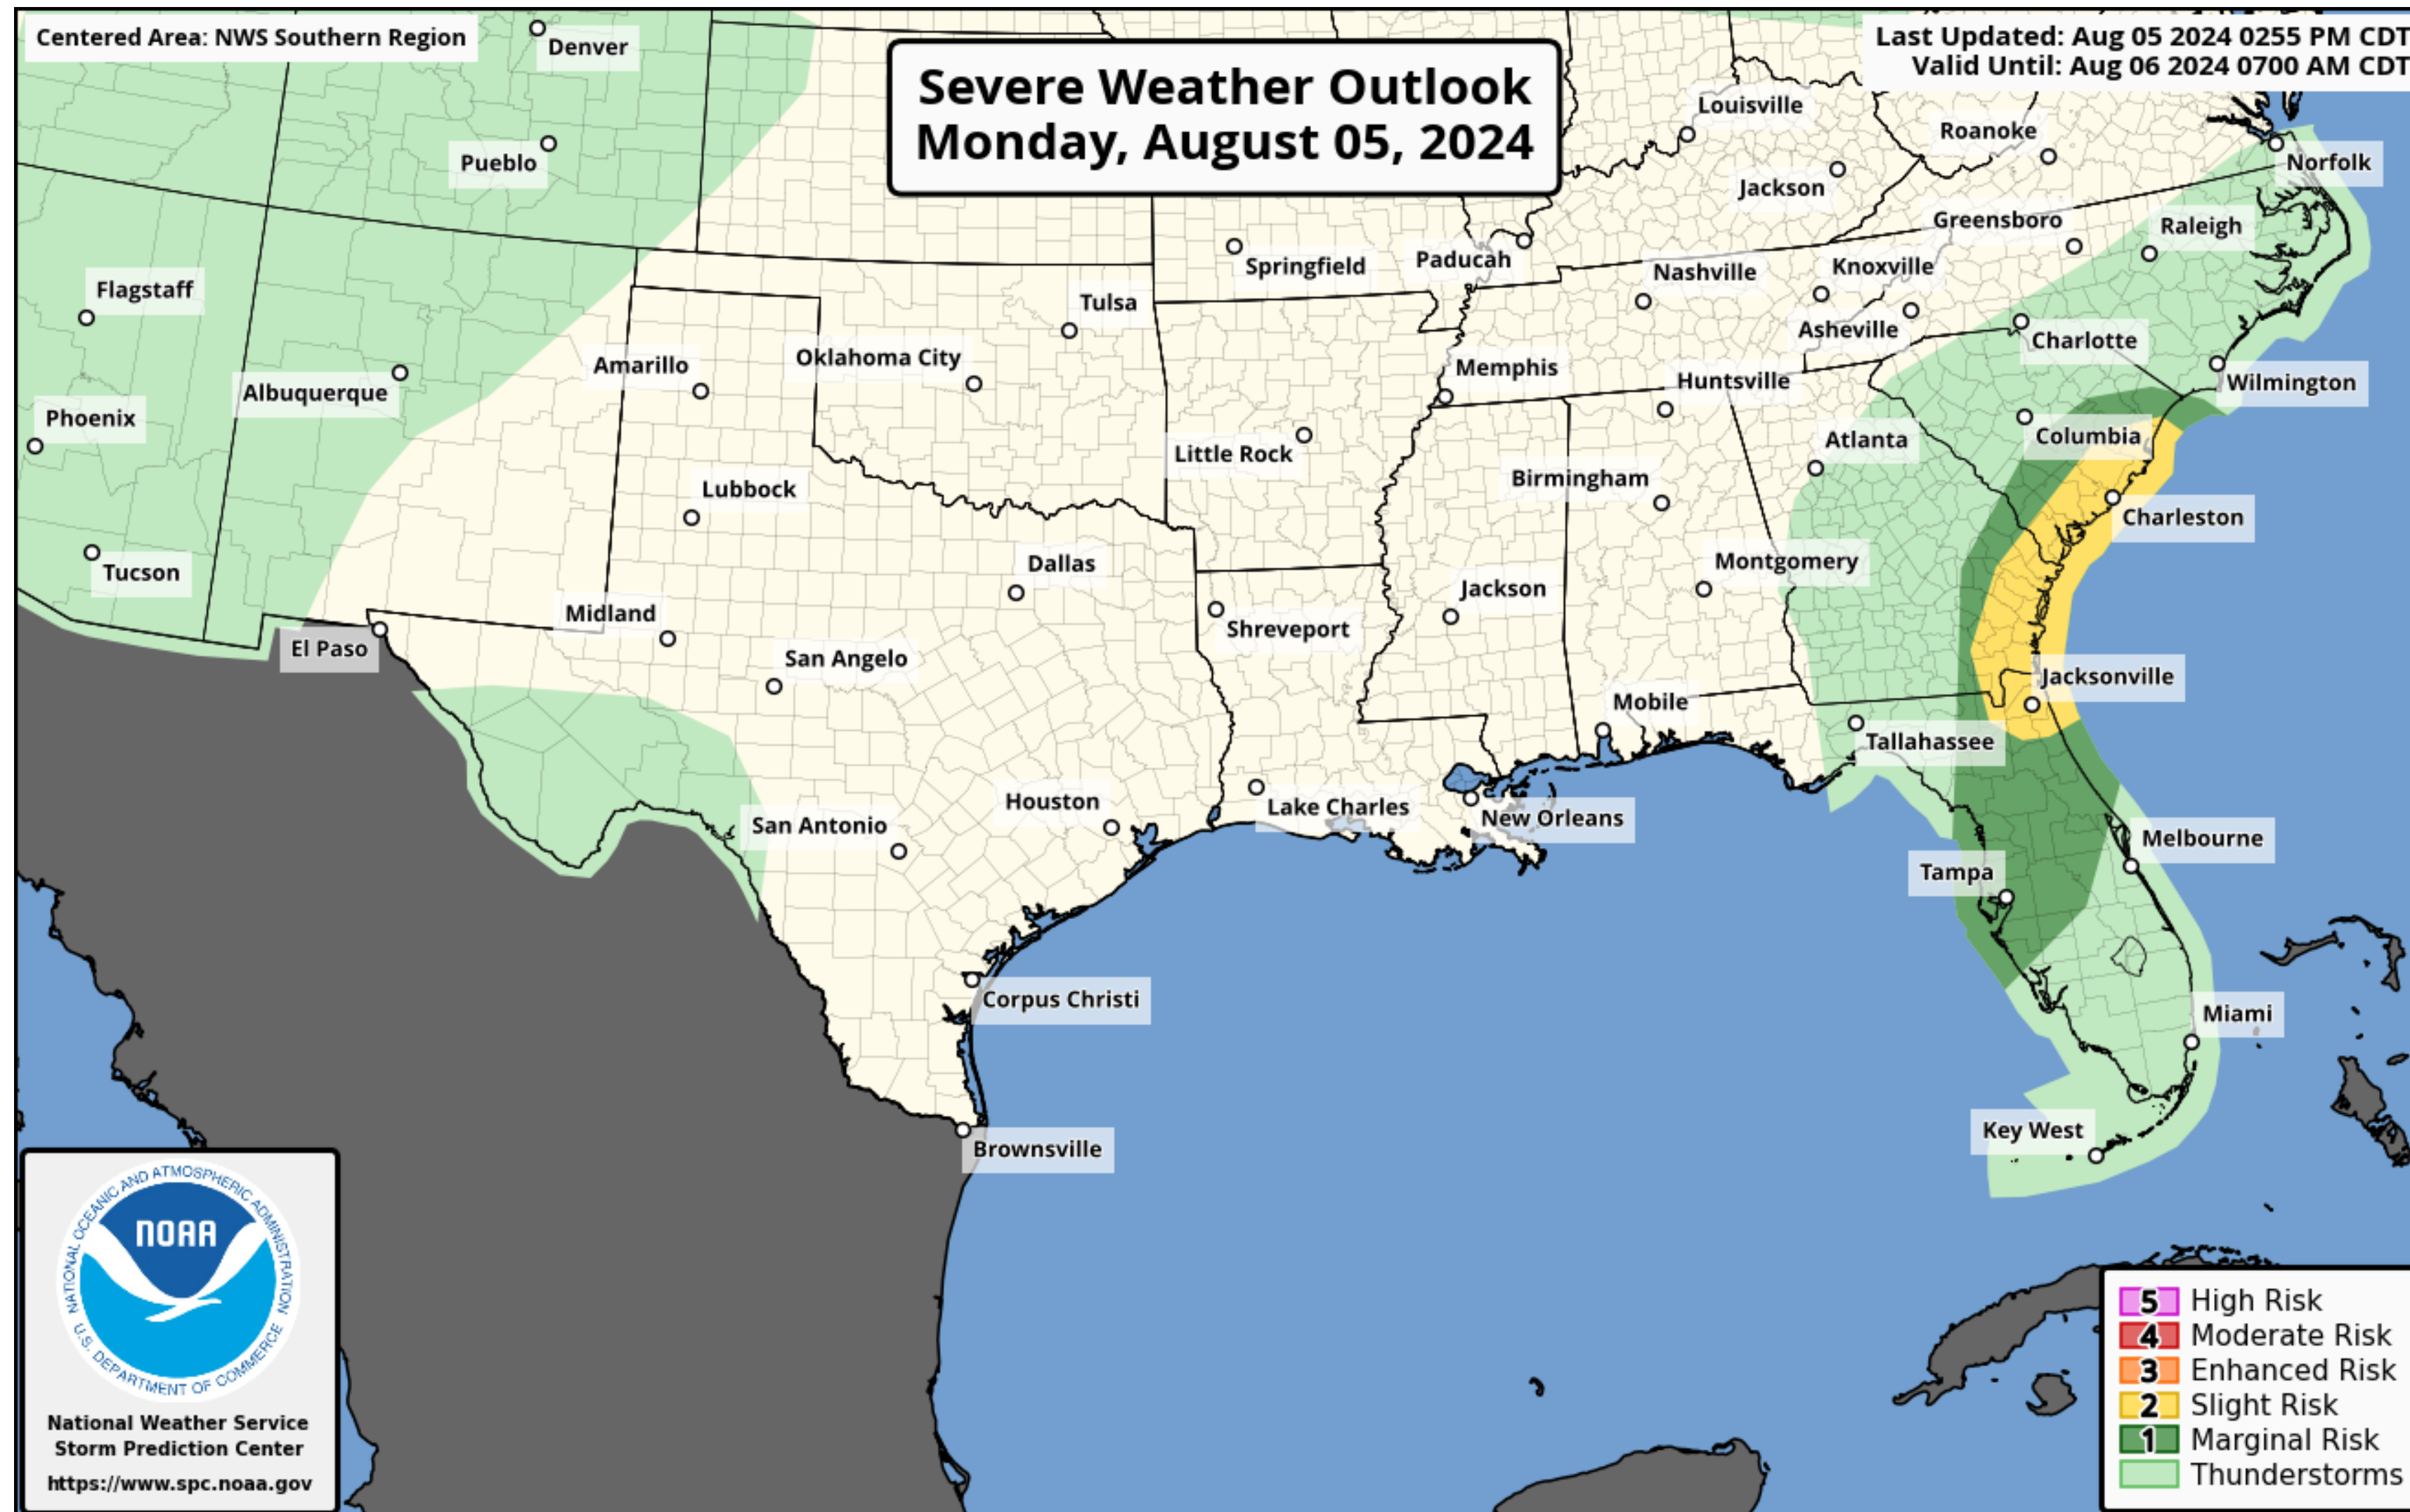 Centered Area: NWS Southern Region
Last Updated: Aug 05 2024 0255 PM CDT
Valid Until: Aug 06 2024 0700 AM CDT
Severe Weather Outlook
Monday, August 05, 2024
Denver
Pueblo
Louisville
Roanoke
Norfolk
Jackson
Greensboro
Raleigh
Springfield
Paducah
Nashville
Knoxville
Flagstaff
Tulsa
Asheville
Charlotte
Amarillo
Oklahoma City
Memphis
Huntsville
Wilmington
Albuquerque
Phoenix
Little Rock
Atlanta
Columbia
Lubbock
Birmingham
Charleston
Tucson
Dallas
Montgomery
Jackson
Midland
Shreveport
El Paso
San Angelo
Jacksonville
Mobile
Tallahassee
Houston
Lake Charles
New Orleans
San Antonio
Melbourne
Tampa
Corpus Christi
Miami
Key West
Brownsville
NATIONAL OCEANIC AND ATMOSPHERIC ADMINISTRATION
NOAA
U.S. DEPARTMENT OF COMMERCE
National Weather Service
Storm Prediction Center
https://www.spc.noaa.gov
5 High Risk
4 Moderate Risk
3 Enhanced Risk
2 Slight Risk
1 Marginal Risk
Thunderstorms